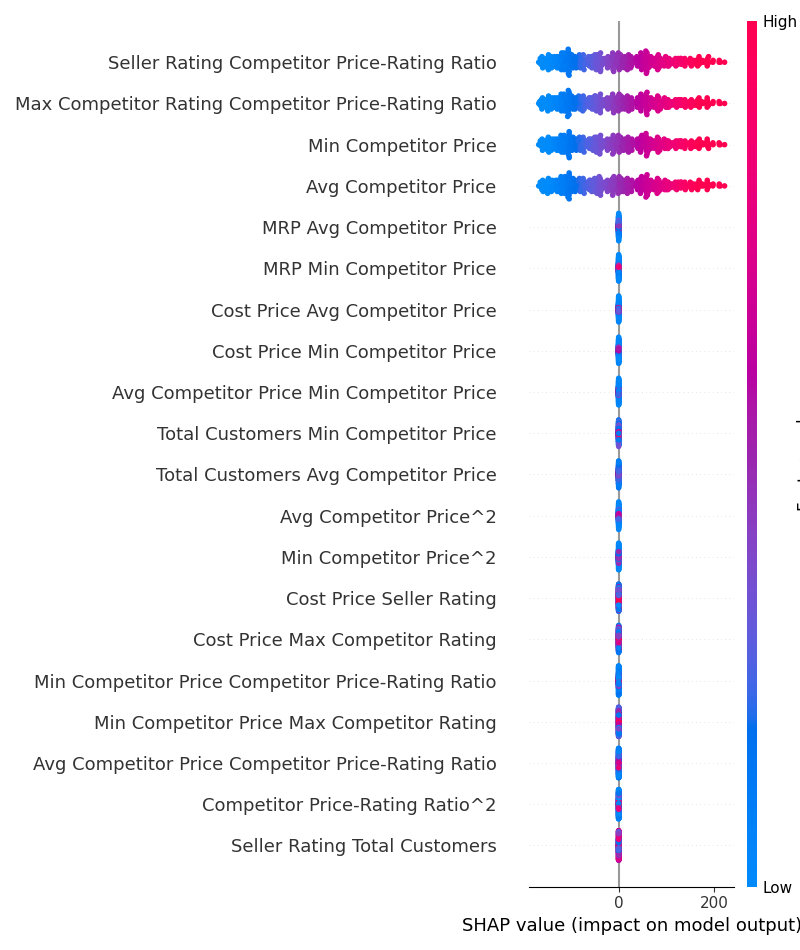 High
Seller Rating Competitor Price-Rating Ratio
Max Competitor Rating Competitor Price-Rating Ratio
Min Competitor Price
Avg Competitor Price
MRP Avg Competitor Price
MRP Min Competitor Price
Cost Price Avg Competitor Price
Cost Price Min Competitor Price
Avg Competitor Price Min Competitor Price
Total Customers Min Competitor Price
Total Customers Avg Competitor Price
Avg Competitor Price^2
Min Competitor Price^2
Cost Price Seller Rating
Cost Price Max Competitor Rating
Min Competitor Price Competitor Price-Rating Ratio
Min Competitor Price Max Competitor Rating
Avg Competitor Price Competitor Price-Rating Ratio
Competitor Price-Rating Ratio^2
Seller Rating Total Customers
Low
0 200
SHAP value (impact on model output)